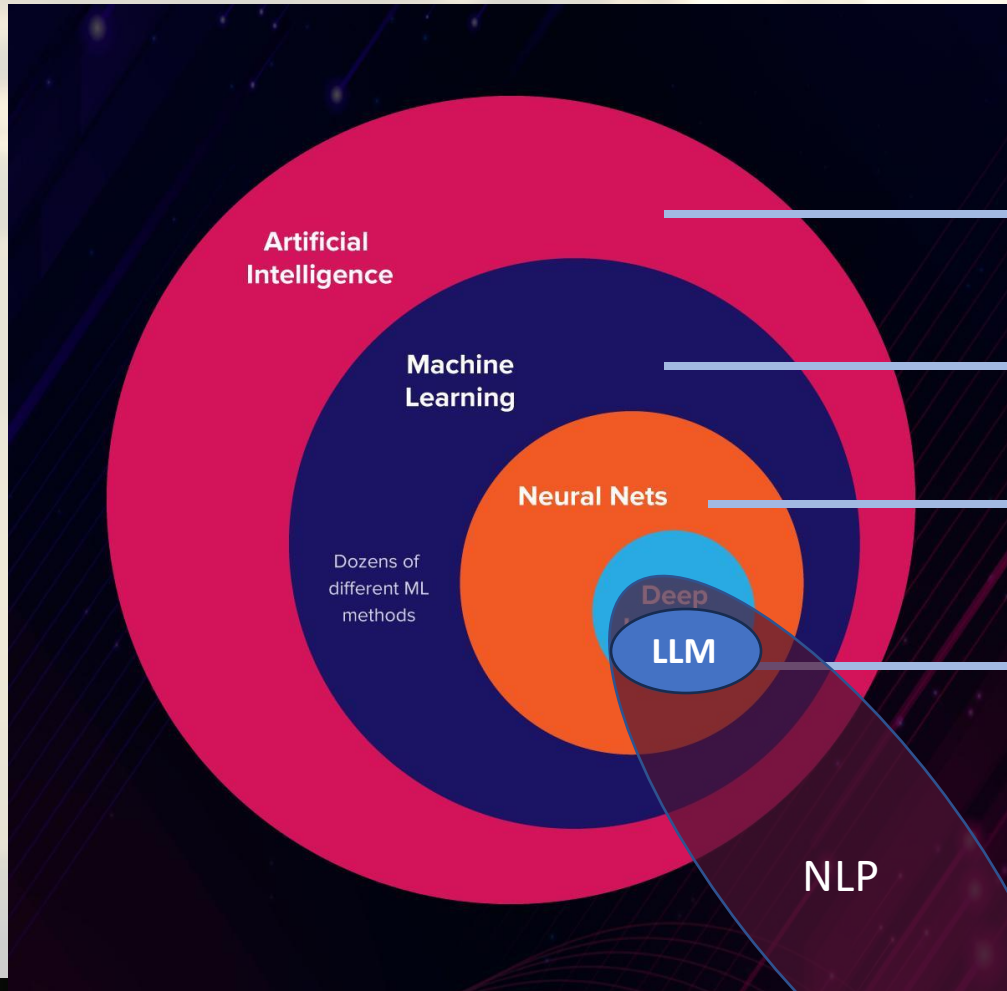 Artificial
Intelligence
Machine
Learning
Neural Nets
Dozens of
different ML
methods
Deep
LLM
NLP